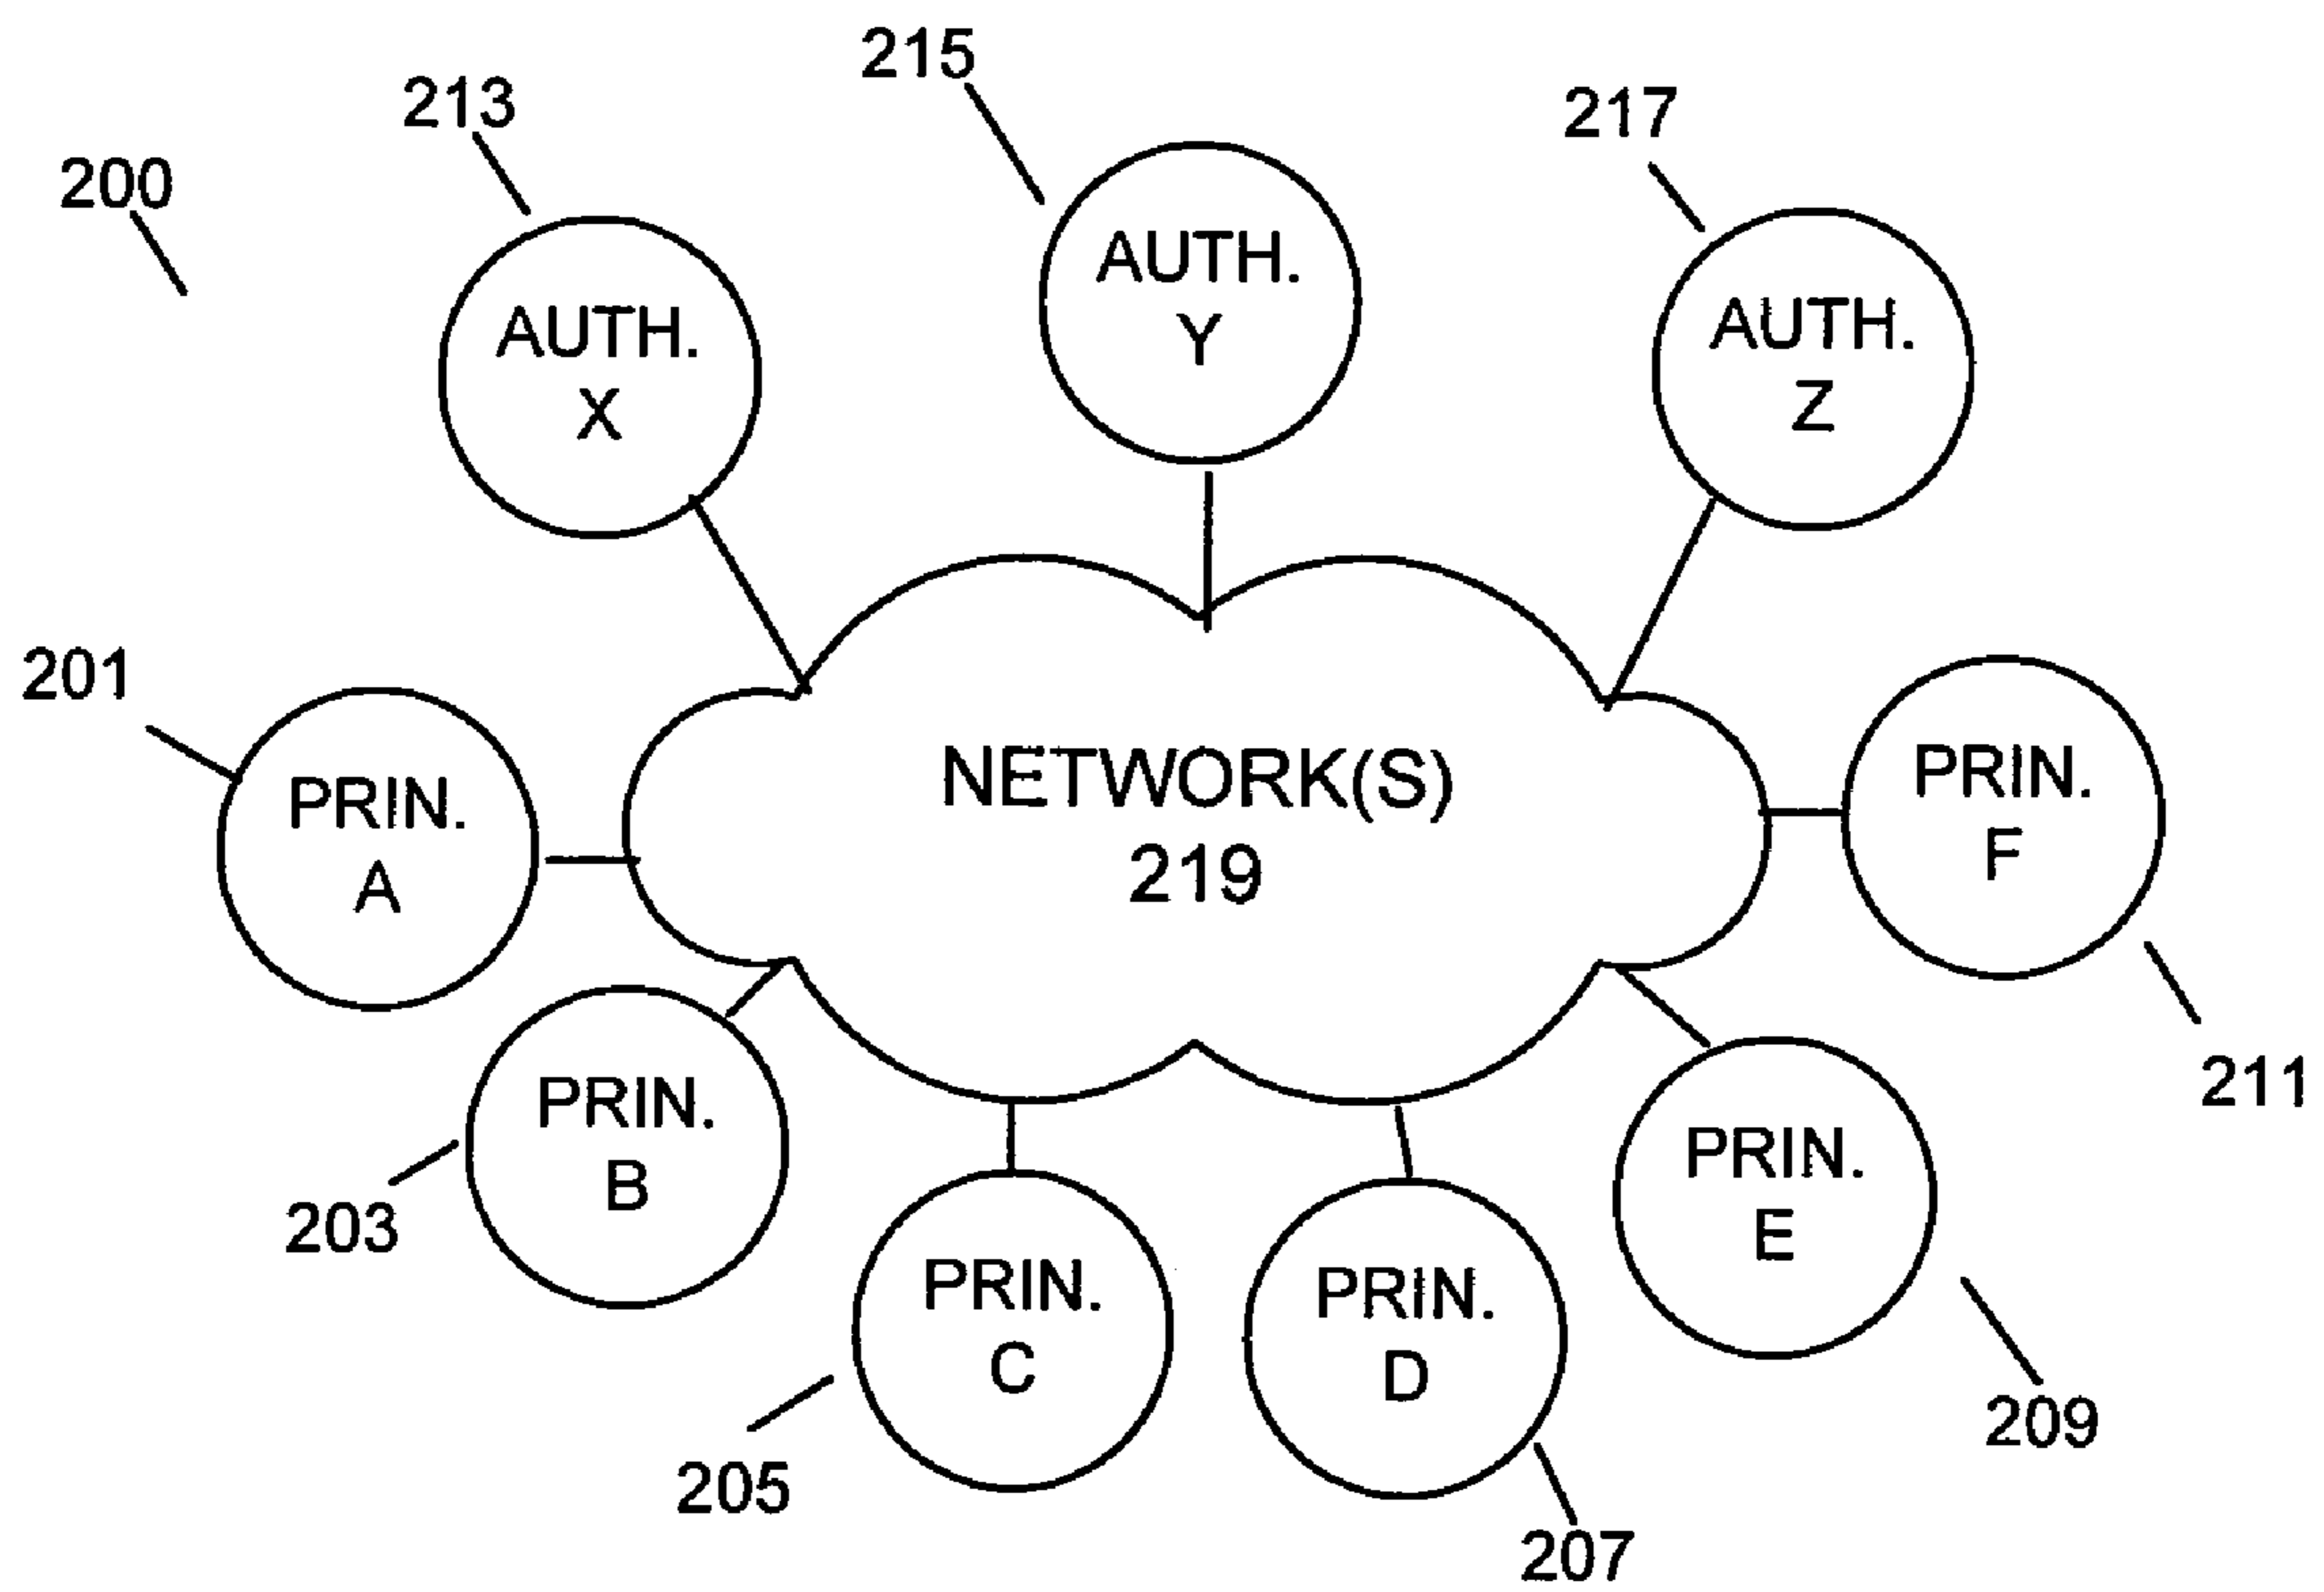 215
213
217
200
AUTH.
Y
AUTH.
X
AUTH.
Z
201
NETWORK(S)
219
PRIN.
A
PRIN.
F
211
PRIN.
B
203
PRIN.
E
PRIN.
C
PRIN.
D
209
205
207